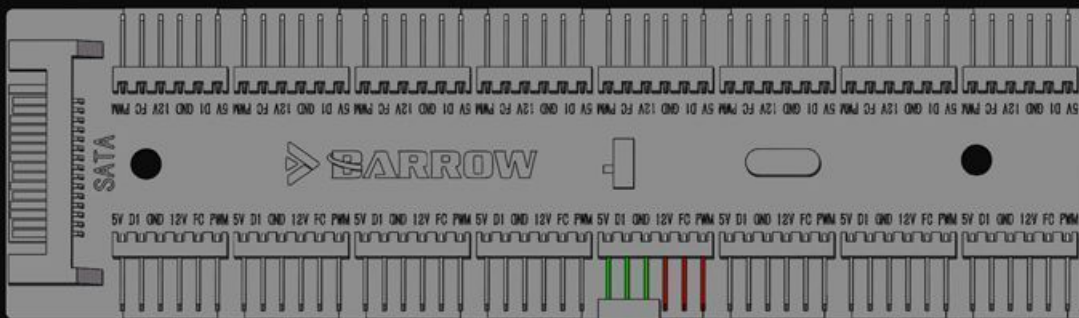 PWM FC 12V GND D1 5V PWM FC 12V GND D1 5V PWM FC 12V GND D1 5V PWM FC 12V GND D1 5V PWM FC 12V GND D1 5V PWM FC 12V GND D1 5V PWM FC 12V GND D1 5V PWM FC 12V GND D1 5V
SATA
BARROW
5V D1 GND 12V FC PWM 5V D1 GND 12V FC PWM 5V D1 GND 12V FC PWM 5V D1 GND 12V FC PWM 5V D1 GND 12V FC PWM 5V D1 GND 12V FC PWM 5V D1 GND 12V FC PWM 5V D1 GND 12V FC PWM